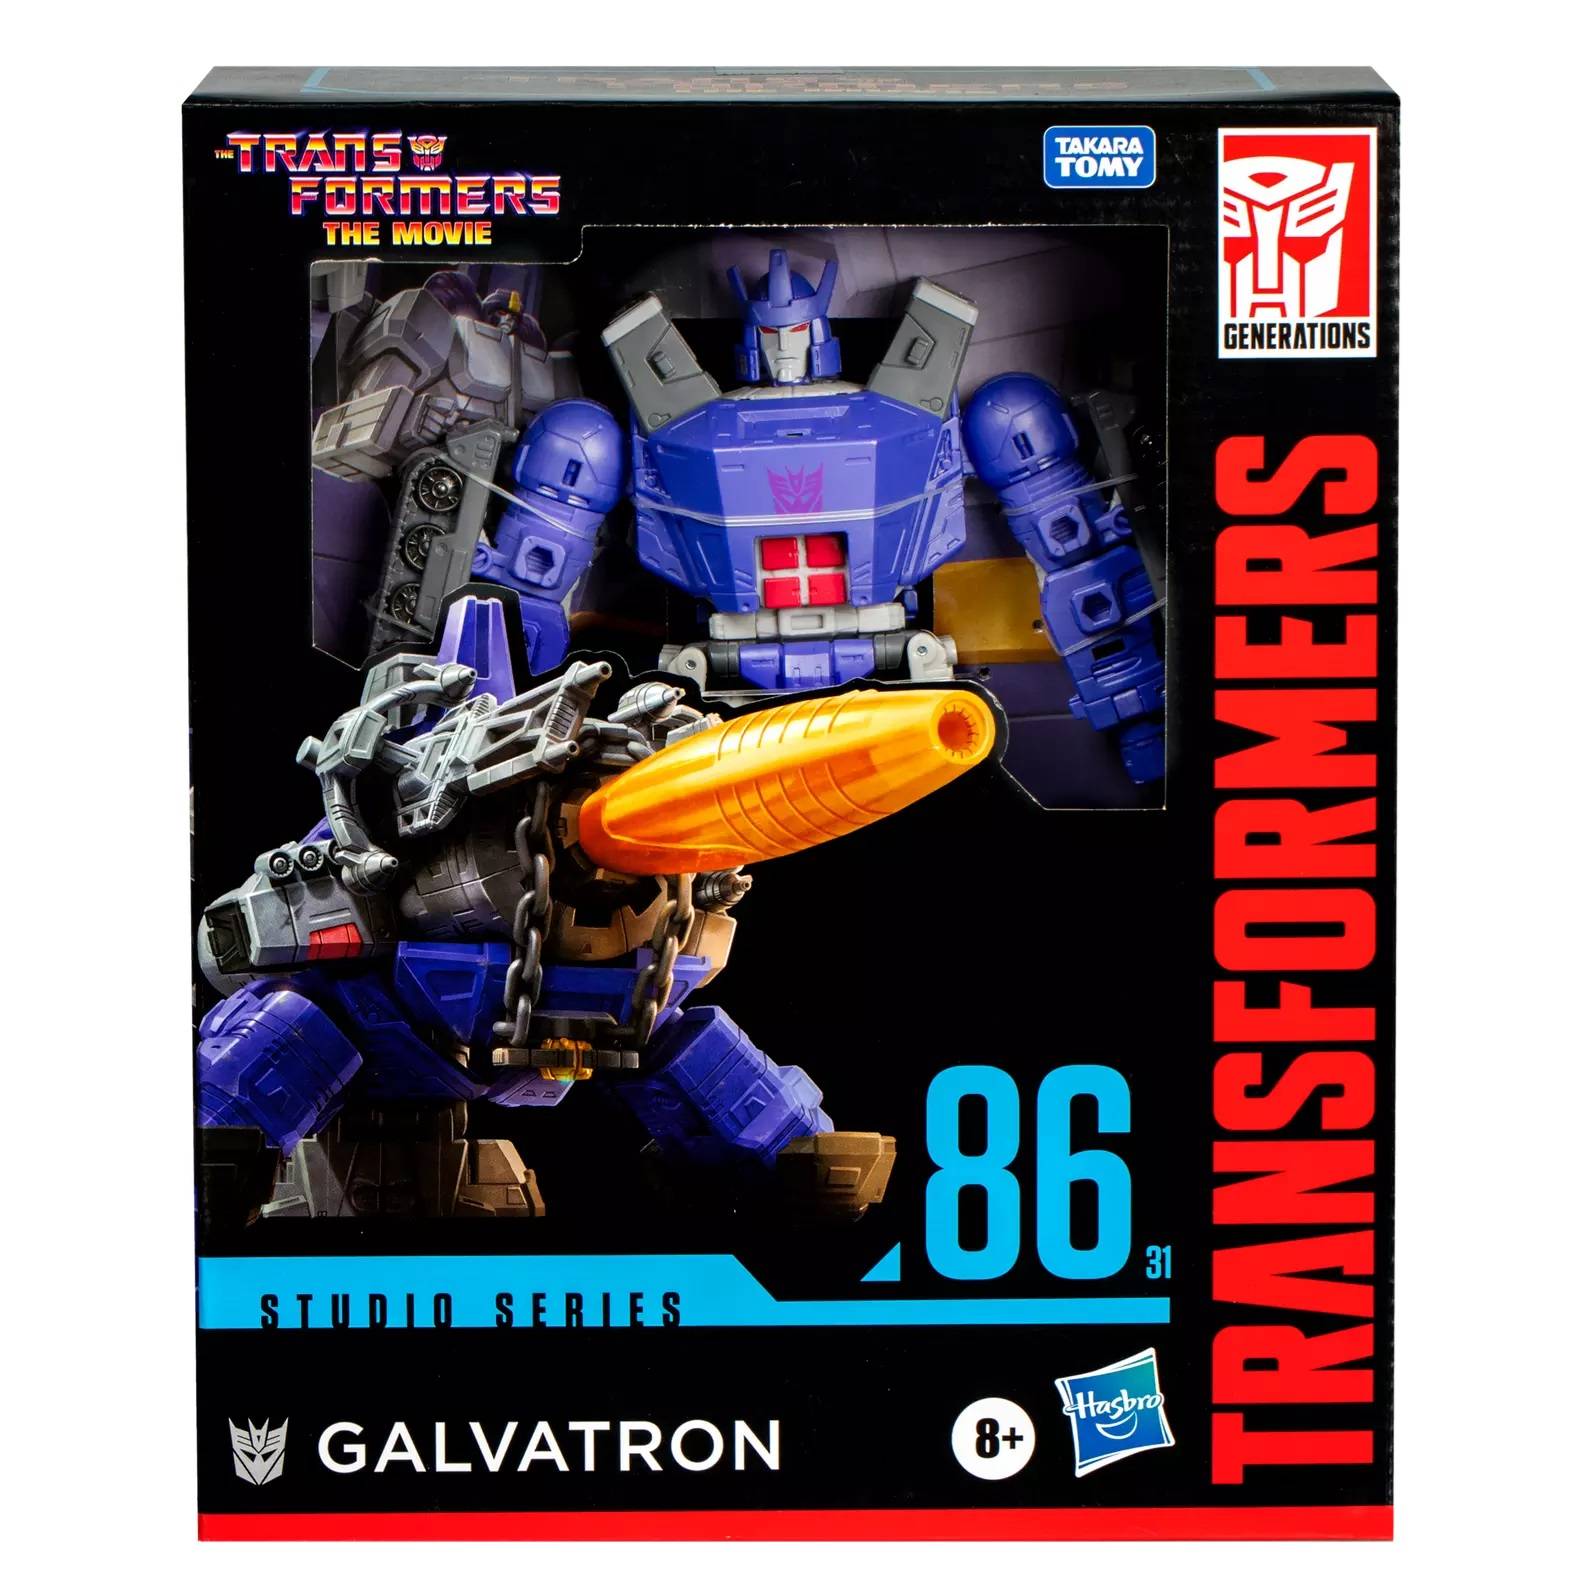 THE TRANSFORMERS
THE MOVIE
TAKARA
TOMY
GENERATIONS
TRANSFORMERS
86
31
STUDIO SERIES
GALVATRON
8+
Hasbro